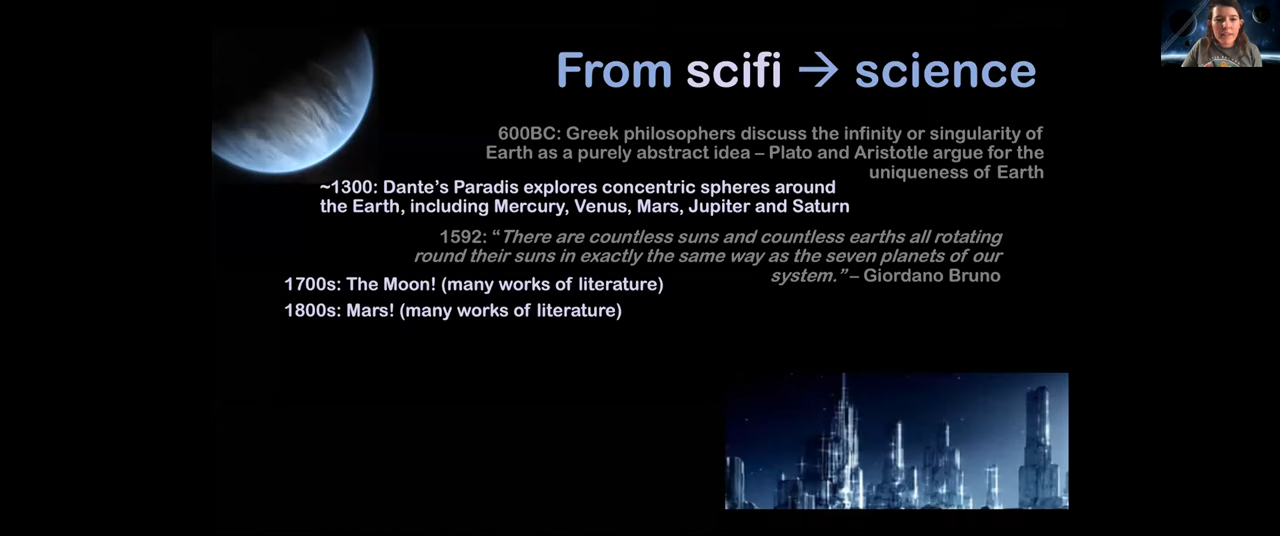 From scifi → science
600BC: Greek philosophers discuss the infinity or singularity of
Earth as a purely abstract idea – Plato and Aristotle argue for the
uniqueness of Earth
~1300: Dante's Paradis explores concentric spheres around
the Earth, including Mercury, Venus, Mars, Jupiter and Saturn
1592: “There are countless suns and countless earths all rotating
round their suns in exactly the same way as the seven planets of our
system.” – Giordano Bruno
1700s: The Moon! (many works of literature)
1800s: Mars! (many works of literature)